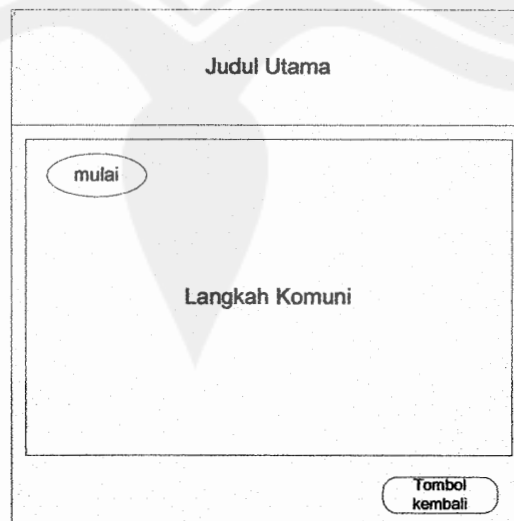 Judul Utama
mulai
Langkah Komuni
Tombol
kembali